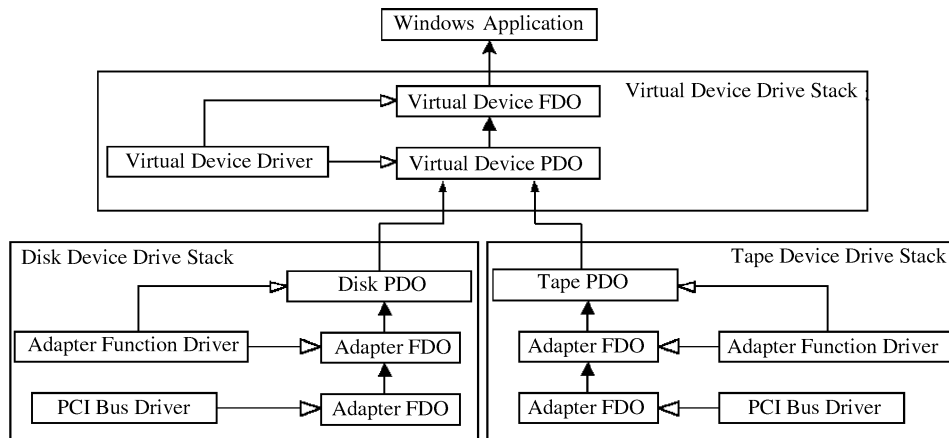 Windows Application
Virtual Device Drive Stack
Virtual Device FDO
Virtual Device Driver
Virtual Device PDO
Disk Device Drive Stack
Disk PDO
Adapter Function Driver
Adapter FDO
PCI Bus Driver
Adapter FDO
Tape Device Drive Stack
Tape PDO
Adapter FDO
Adapter Function Driver
Adapter FDO
PCI Bus Driver